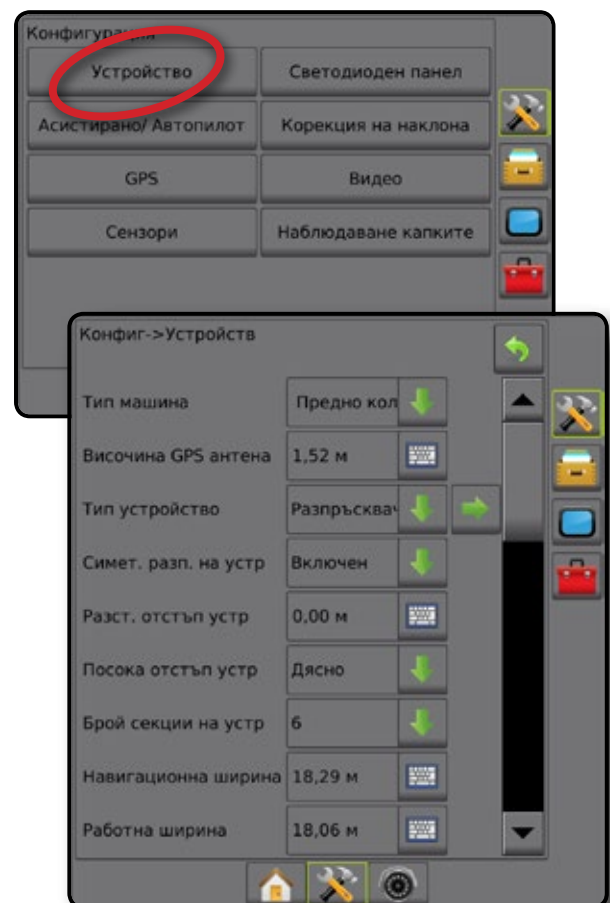 Конфигурация
Устройство
Светодиоден панел
Асистирано/ Автопилот
Корекция на наклона
GPS
Видео
Сензори
Наблюдаване капките
Конфиг->Устройств
Тип машина
Предно кол
Височина GPS антена
1,52 м
Тип устройство
Разпръсквач
Симет. разп. на устр
Включен
Разст. отстъп устр
0,00 м
Посока отстъп устр
Дясно
Брой секции на устр
6
Навигационна ширина
18,29 м
Работна ширина
18,06 м